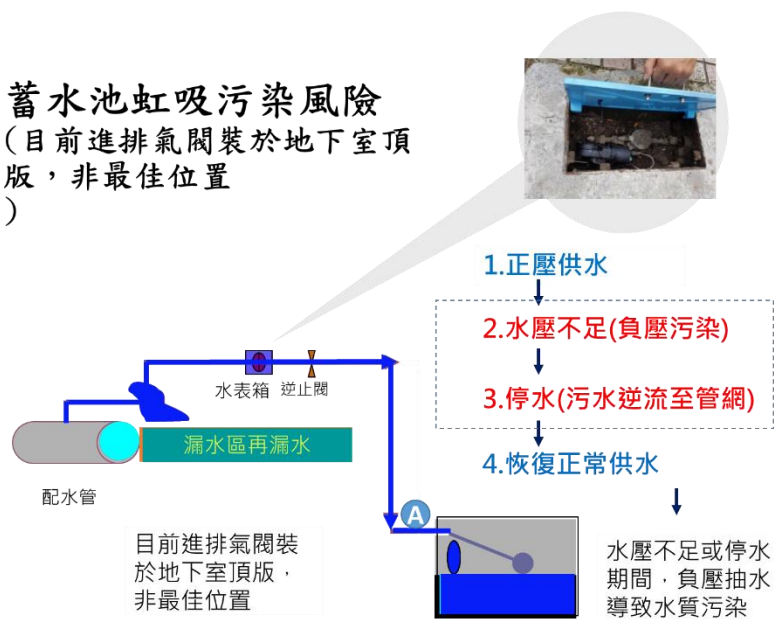 蓄水池虹吸污染風險
(目前進排氣閥裝於地下室頂
版，非最佳位置
)
1.正壓供水
2.水壓不足(負壓污染)
3.停水(污水逆流至管網)
4.恢復正常供水
水表箱
逆止閥
漏水區再漏水
配水管
A
目前進排氣閥裝
於地下室頂版，
非最佳位置
水壓不足或停水
期間，負壓抽水
導致水質污染